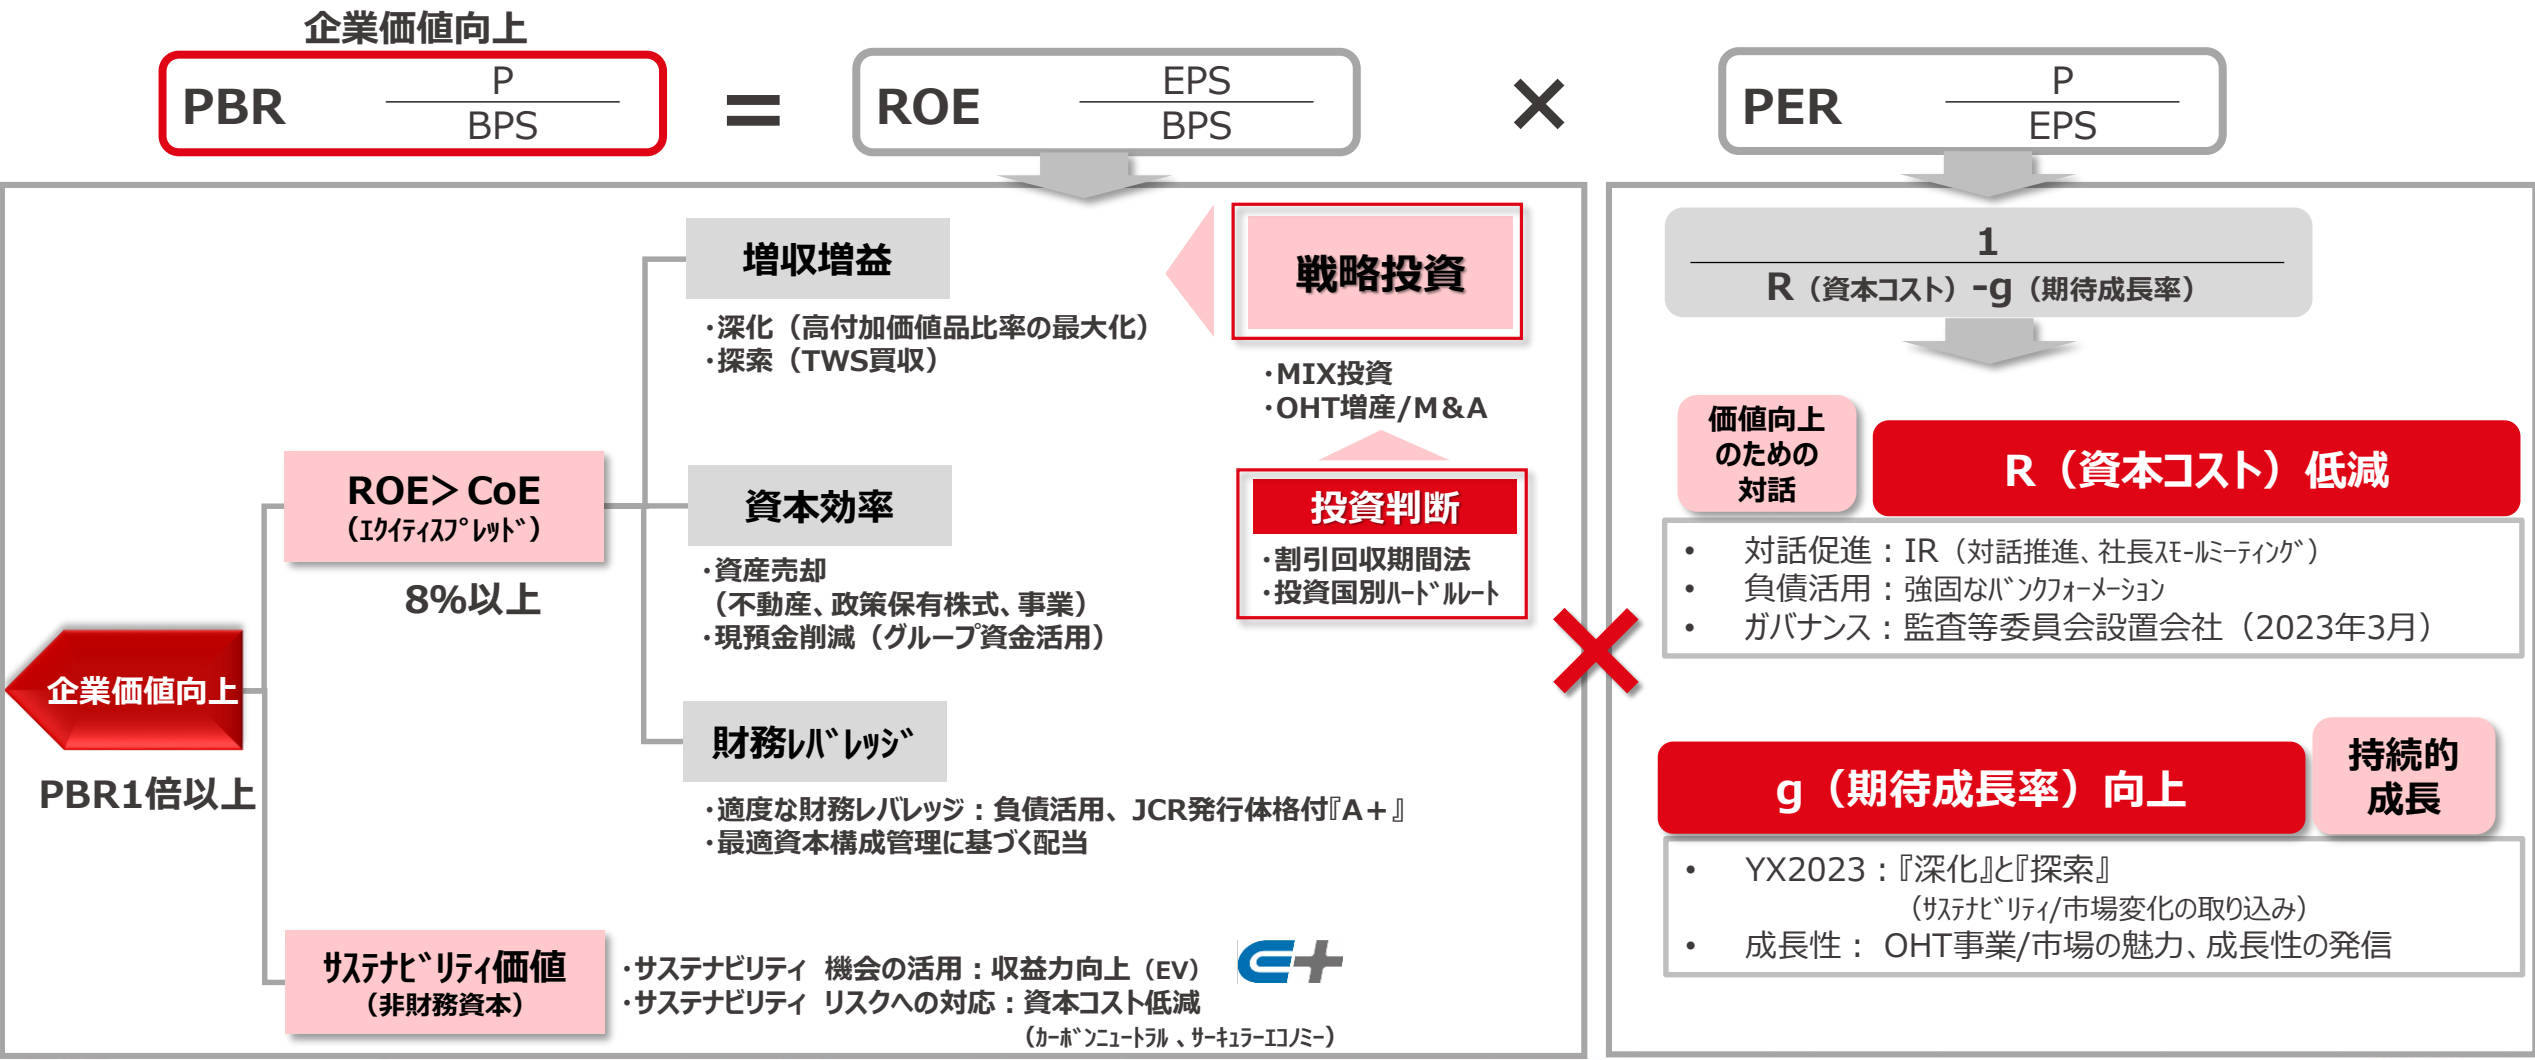 企業価値向上
PBR
P
BPS
=
ROE
EPS
BPS
×
PER
P
EPS
増収増益
・深化（高付加価値品比率の最大化）
・探索（TWS買収）
戦略投資
・MIX投資
・OHT増産/M＆A
投資判断
・割引回収期間法
・投資国別ﾊｰﾄﾞﾙﾚｰﾄ
ROE＞CoE
（ｴｸｲﾃｨｽﾌﾟﾚｯﾄﾞ）
8%以上
資本効率
・資産売却
（不動産、政策保有株式、事業）
・現預金削減（グループ資金活用）
企業価値向上
PBR1倍以上
財務ﾚﾊﾞﾚｯｼﾞ
・適度な財務レバレッジ：負債活用、JCR発行体格付『A＋』
・最適資本構成管理に基づく配当
ｻｽﾃﾅﾋﾞﾘﾃｨ価値
（非財務資本）
・サステナビリティ 機会の活用：収益力向上（EV）
・サステナビリティ リスクへの対応：資本コスト低減
（ｶｰﾎﾞﾝﾆｭｰﾄﾗﾙ 、ｻｰｷｭﾗｰｴｺﾉﾐｰ）
E+
×
1
R（資本コスト）-g（期待成長率）
価値向上
のための
対話
R（資本コスト）低減
• 対話促進：IR（対話推進、社長ｽﾓｰﾙﾐｰﾃｨﾝｸﾞ）
• 負債活用：強固なﾊﾞﾝｸﾌｫｰﾒｰｼｮﾝ
• ガバナンス：監査等委員会設置会社（2023年3月）
g（期待成長率）向上
持続的
成長
• YX2023：『深化』と『探索』
（ｻｽﾃﾅﾋﾞﾘﾃｨ/市場変化の取り込み）
• 成長性： OHT事業/市場の魅力、成長性の発信